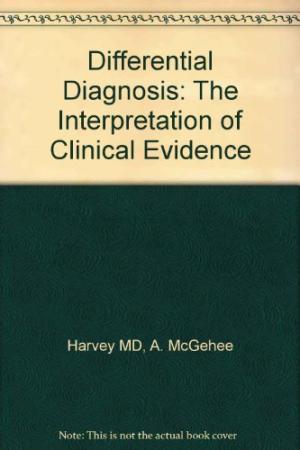 Differential
Diagnosis: The
Interpretation of
Clinical Evidence
Harvey MD, A. McGehee
Note: This is not the actual book cover